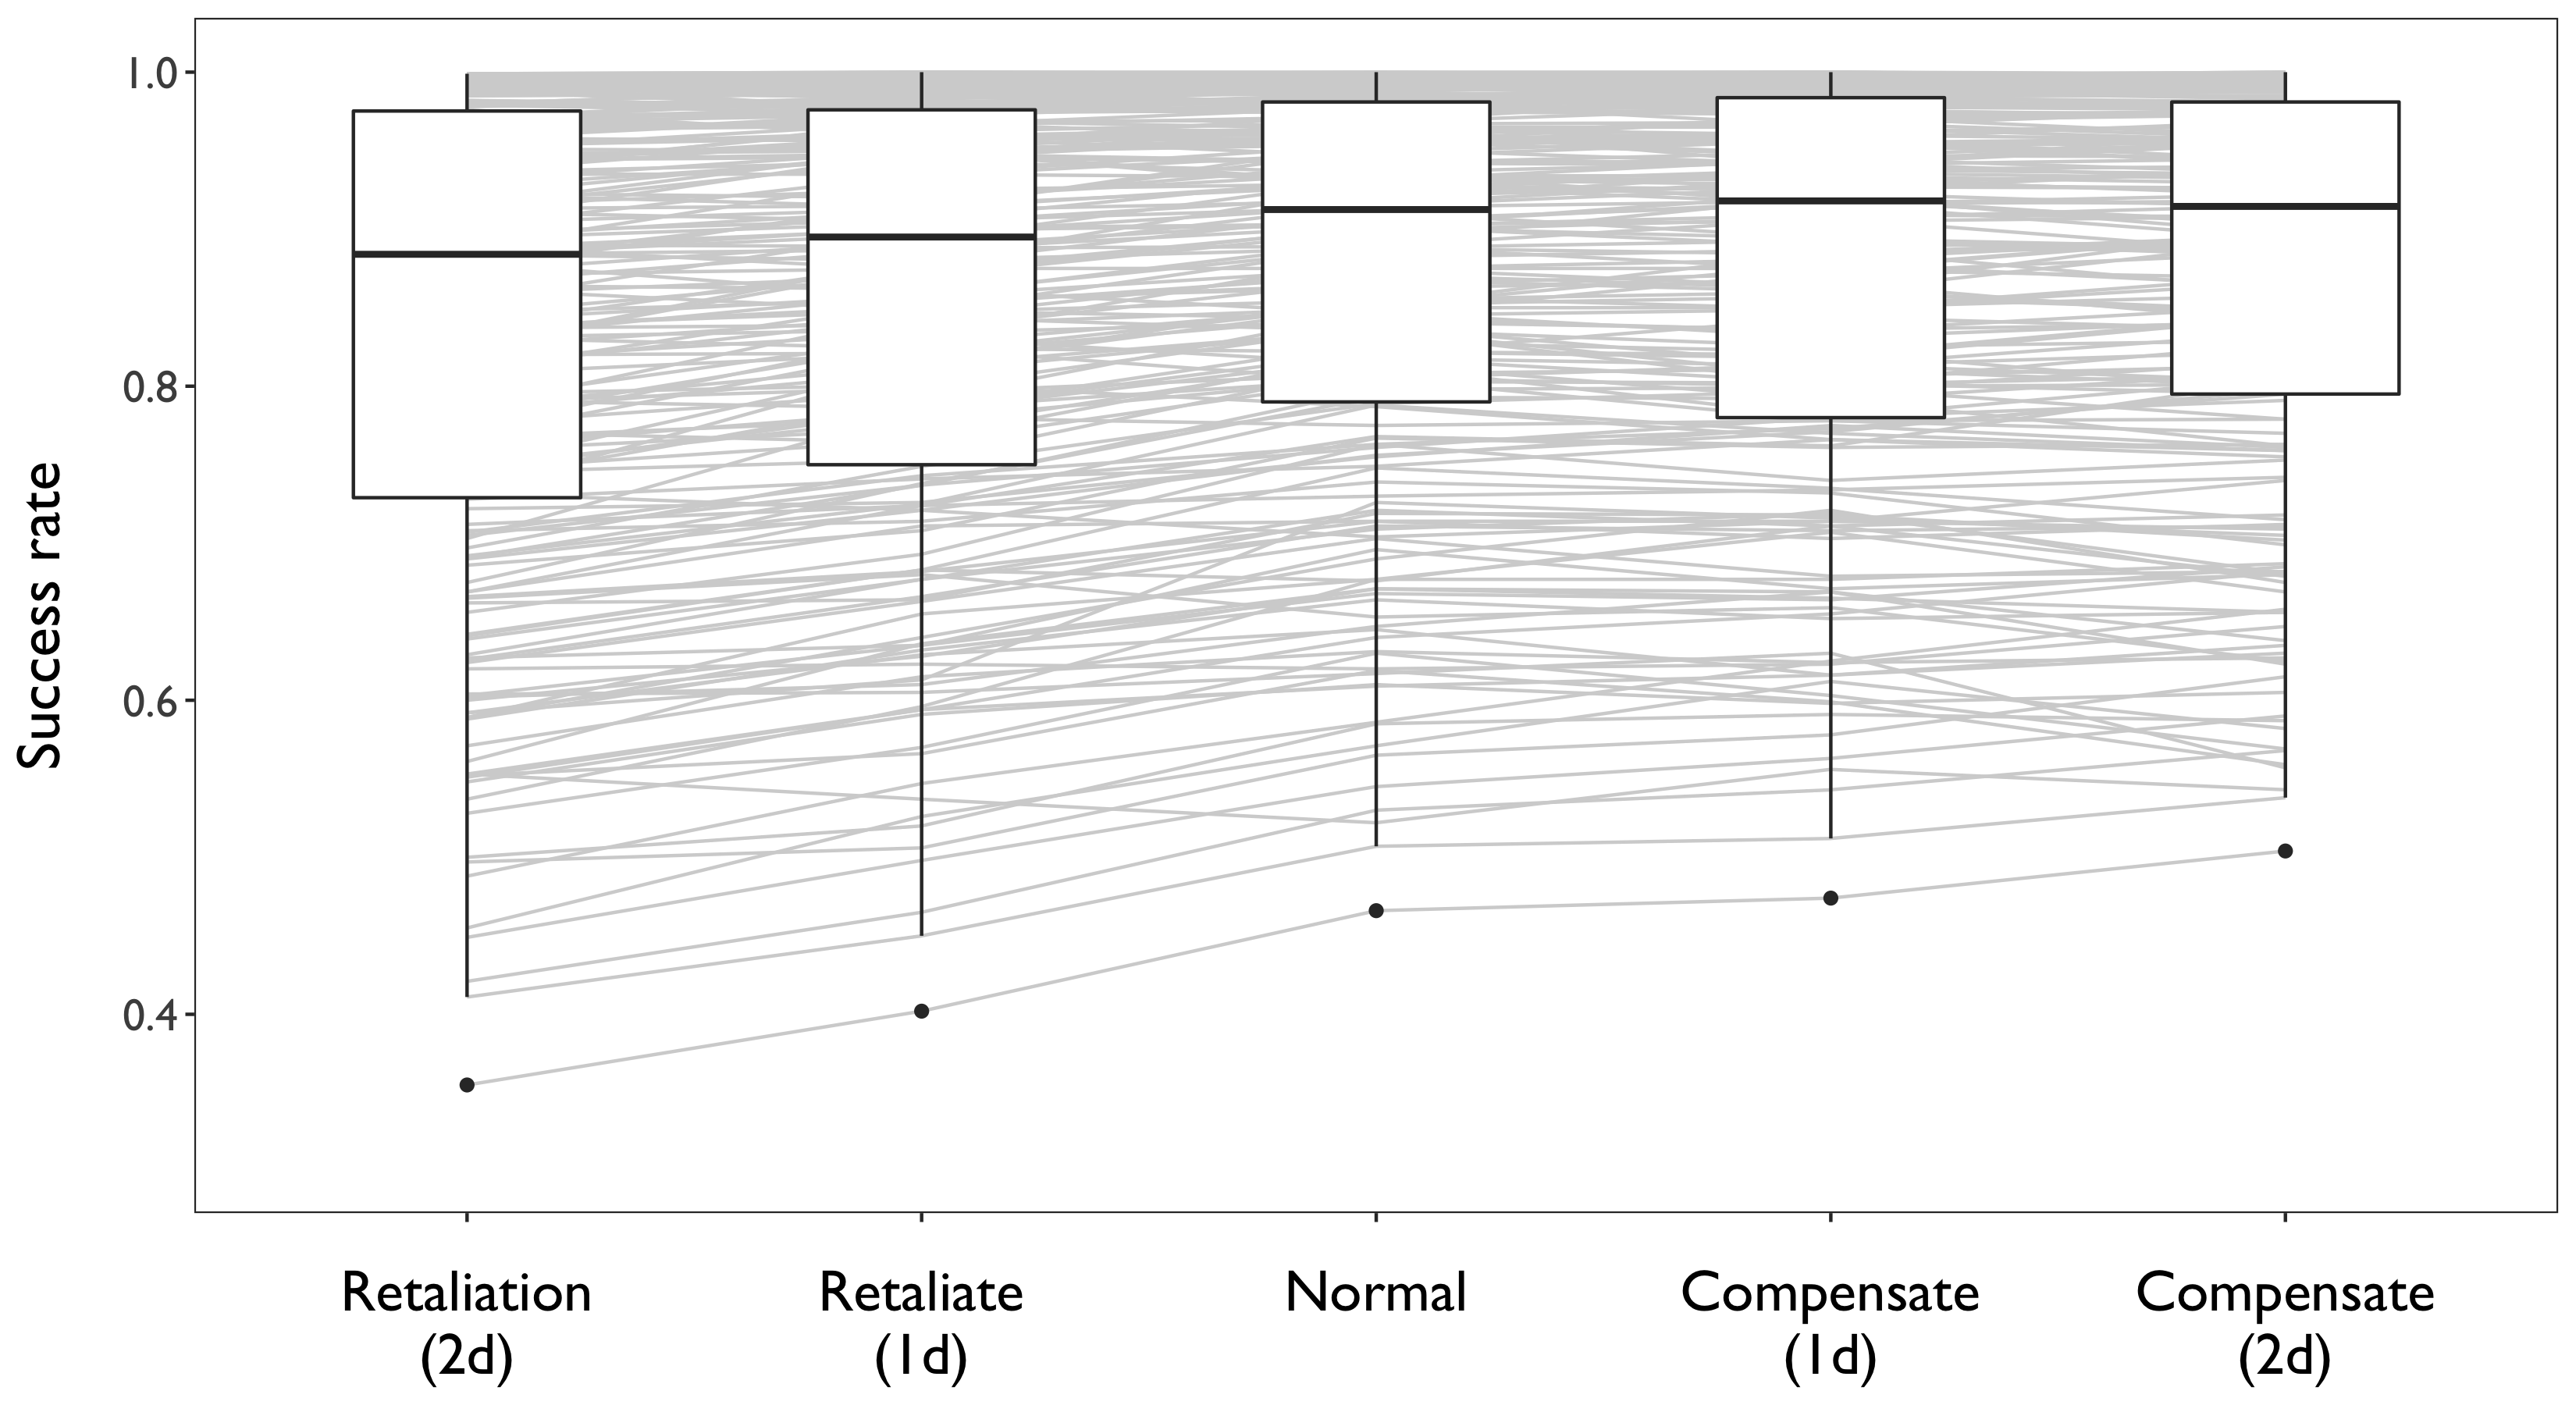 Success rate
1.0
0.8
0.6
0.4
Retaliation
(2d)
Retaliate
(1d)
Normal
Compensate
(1d)
Compensate
(2d)